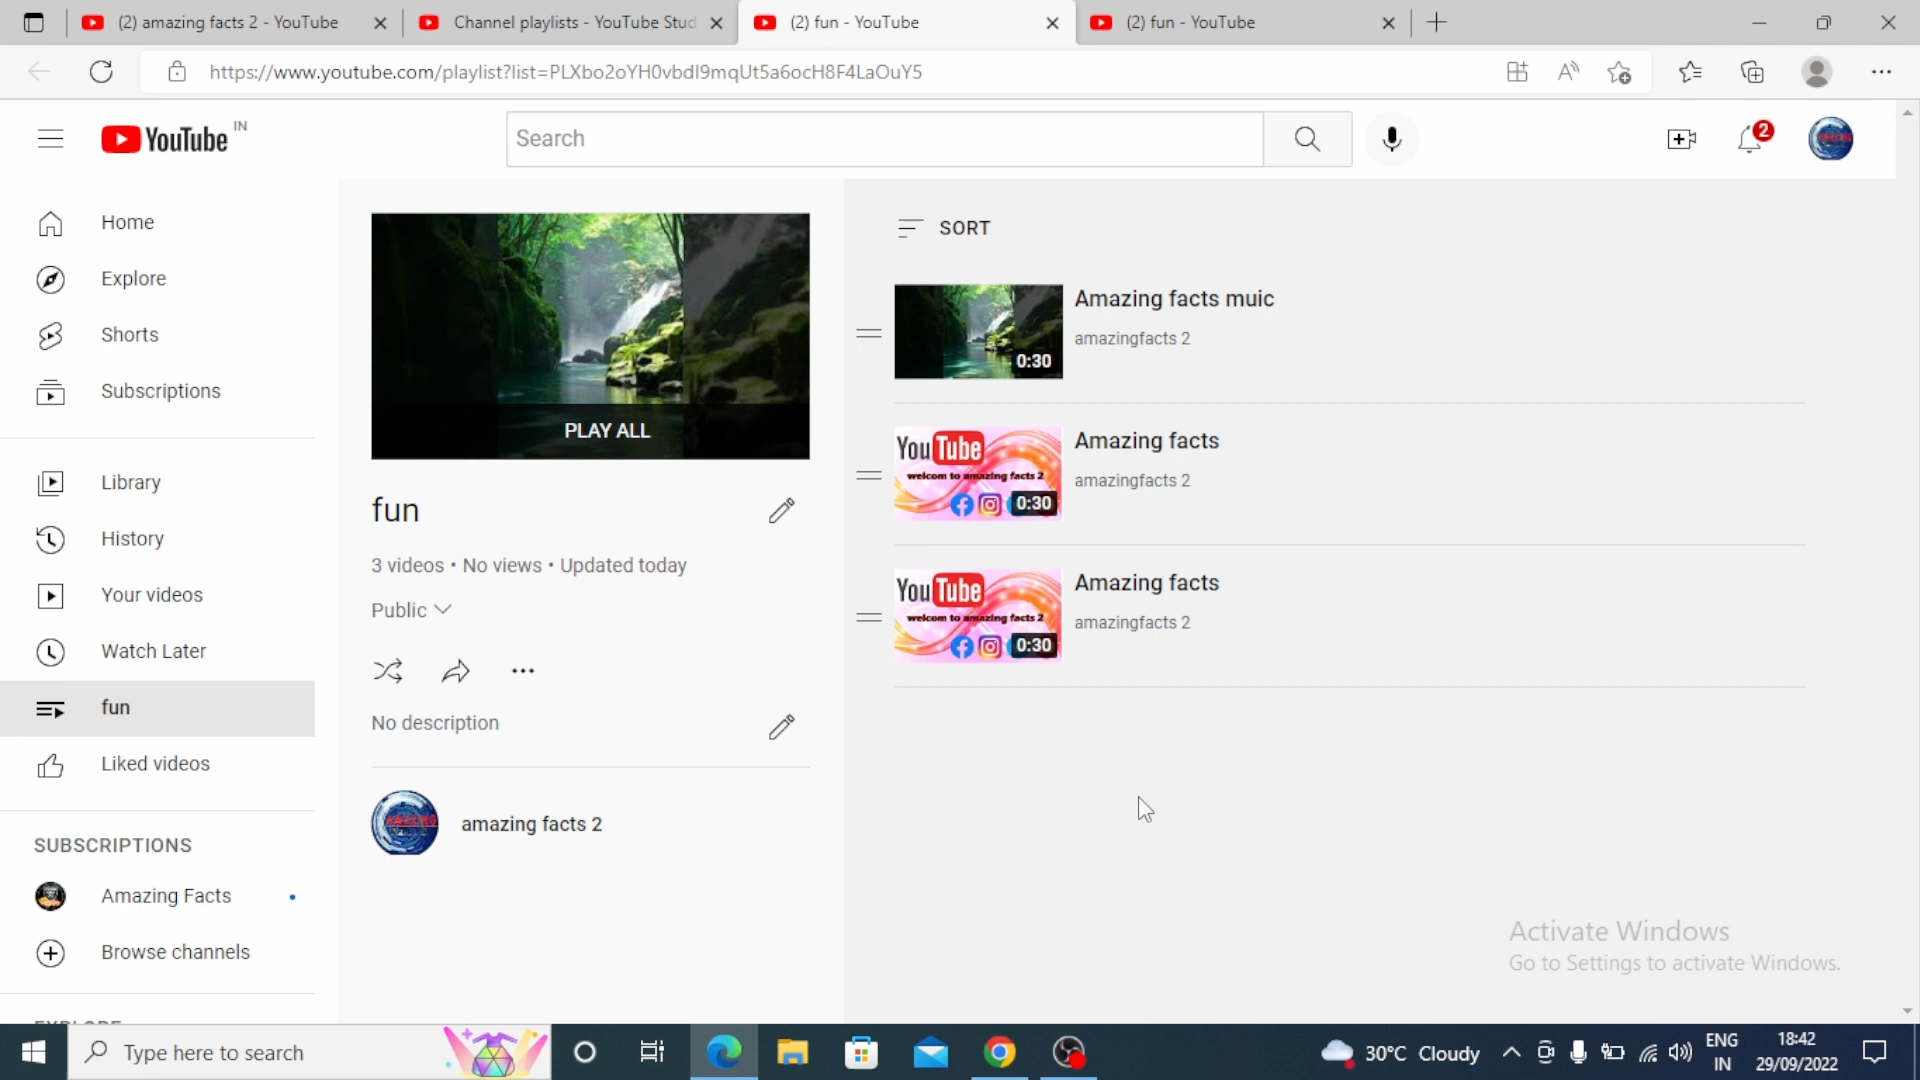 (2) amazing facts 2 - YouTube
Channel playlists - YouTube Stud
(2) fun - YouTube
(2) fun - YouTube
https://www.youtube.com/playlist?list=PLXbo2oYH0vbdI9mqUt5a6ocH8F4LaOuY5
YouTube IN
Search
2
Home
Explore
Shorts
Subscriptions
Library
History
Your videos
Watch Later
fun
Liked videos
SUBSCRIPTIONS
Amazing Facts
Browse channels
PLAY ALL
fun
3 videos • No views • Updated today
Public
No description
amazing facts 2
SORT
0:30
Amazing facts muic
amazingfacts 2
YouTube
welcom to amazing facts 2
0:30
Amazing facts
amazingfacts 2
YouTube
welcom to amazing facts 2
0:30
Amazing facts
amazingfacts 2
Activate Windows
Go to Settings to activate Windows.
Type here to search
30°C Cloudy
ENG
IN
18:42
29/09/2022